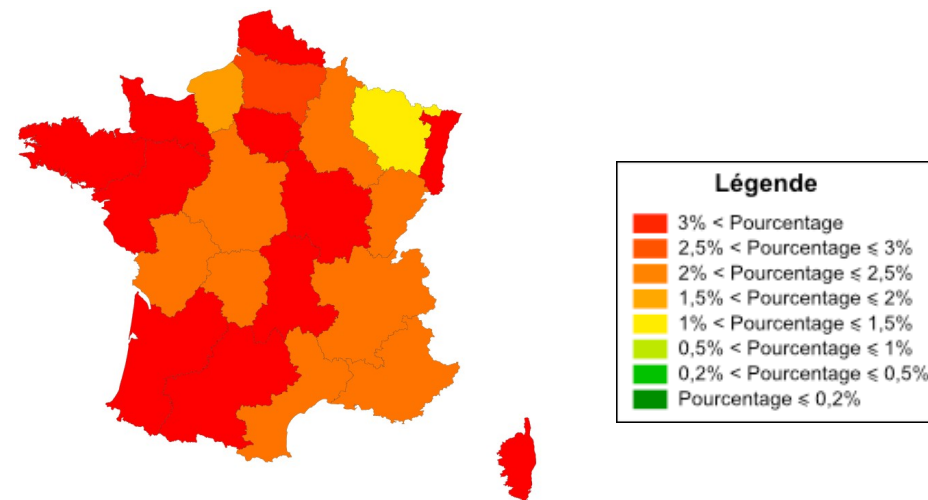 Légende
3% < Pourcentage
2,5% < Pourcentage ⩽ 3%
2% < Pourcentage ⩽ 2,5%
1,5% < Pourcentage ⩽ 2%
1% < Pourcentage ⩽ 1,5%
0,5% < Pourcentage ⩽ 1%
0,2% < Pourcentage ⩽ 0,5%
Pourcentage ⩽ 0,2%